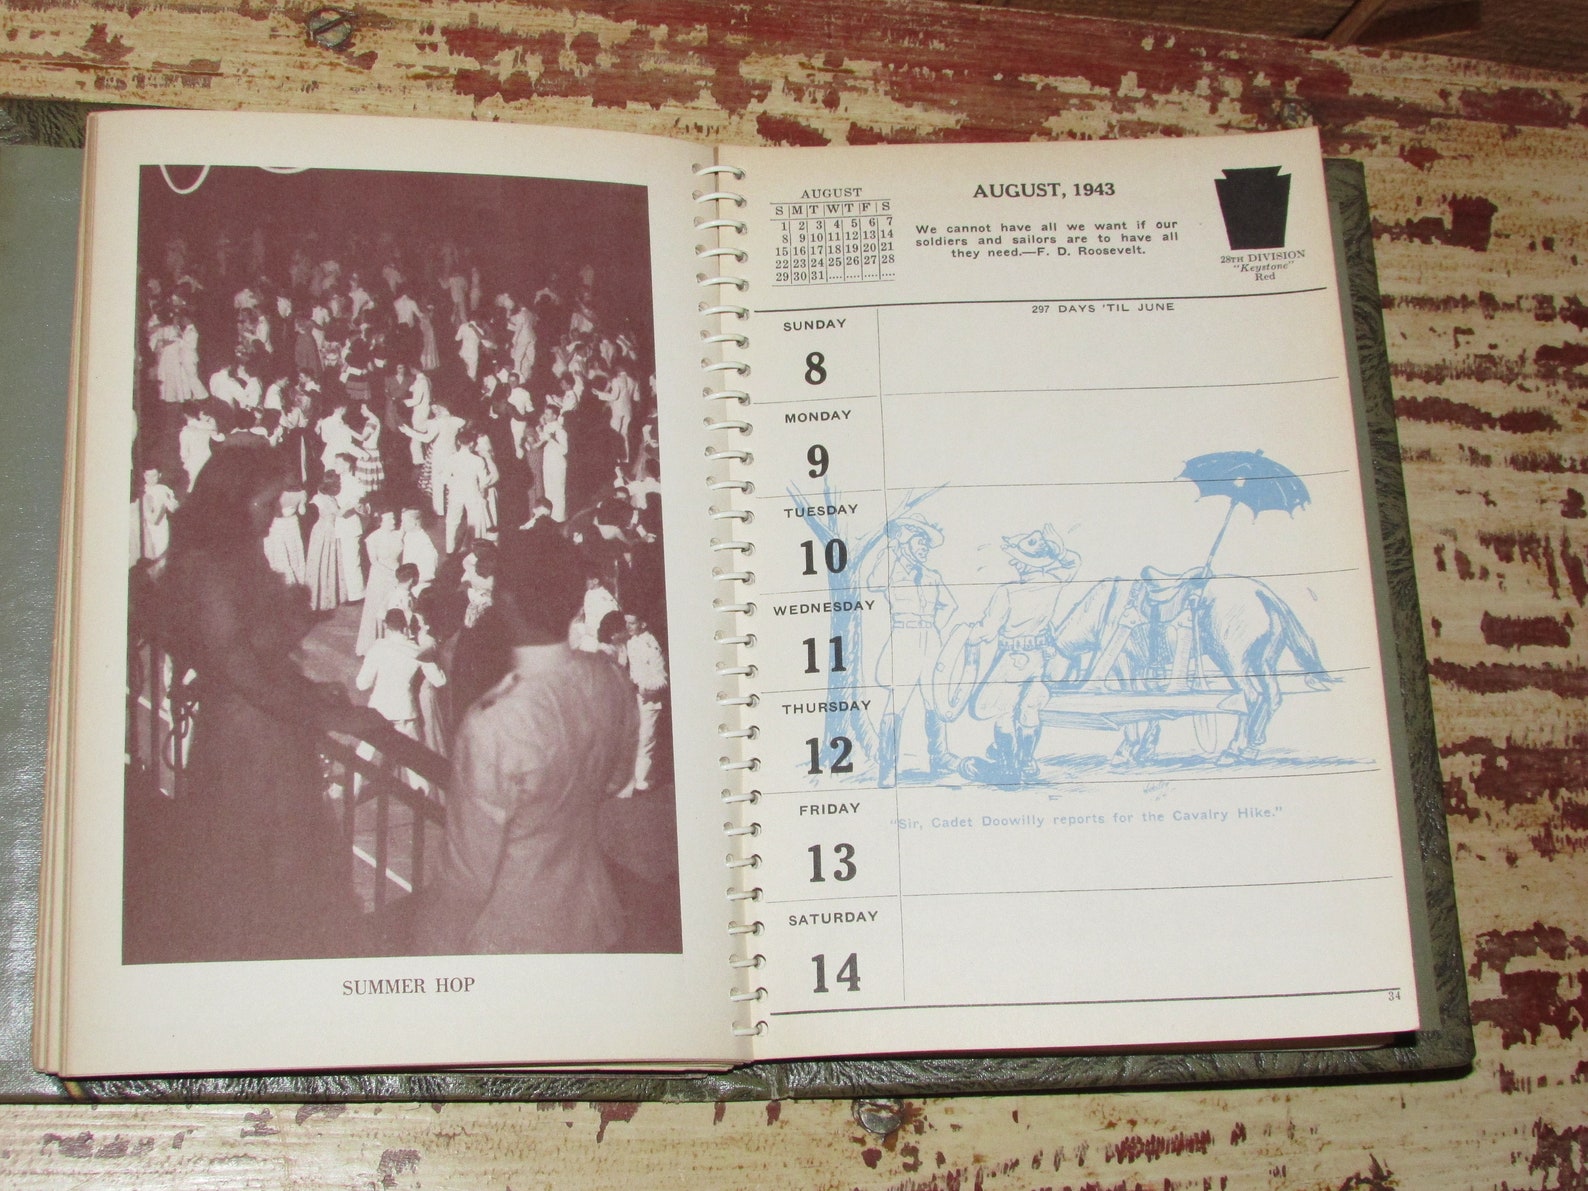 SUMMER HOP
AUGUST
S M T W T F S
1 2 3 4 5 6 7
8 9 10 11 12 13 14
15 16 17 18 19 20 21
22 23 24 25 26 27 28
29 30 31 .... .... .... ....
AUGUST, 1943
We cannot have all we want if our
soldiers and sailors are to have all
they need.—F. D. Roosevelt.
28TH DIVISION
"Keystone"
Red
297 DAYS 'TIL JUNE
SUNDAY
8
MONDAY
9
TUESDAY
10
WEDNESDAY
11
THURSDAY
12
FRIDAY
13
"Sir, Cadet Doowilly reports for the Cavalry Hike."
SATURDAY
14
34